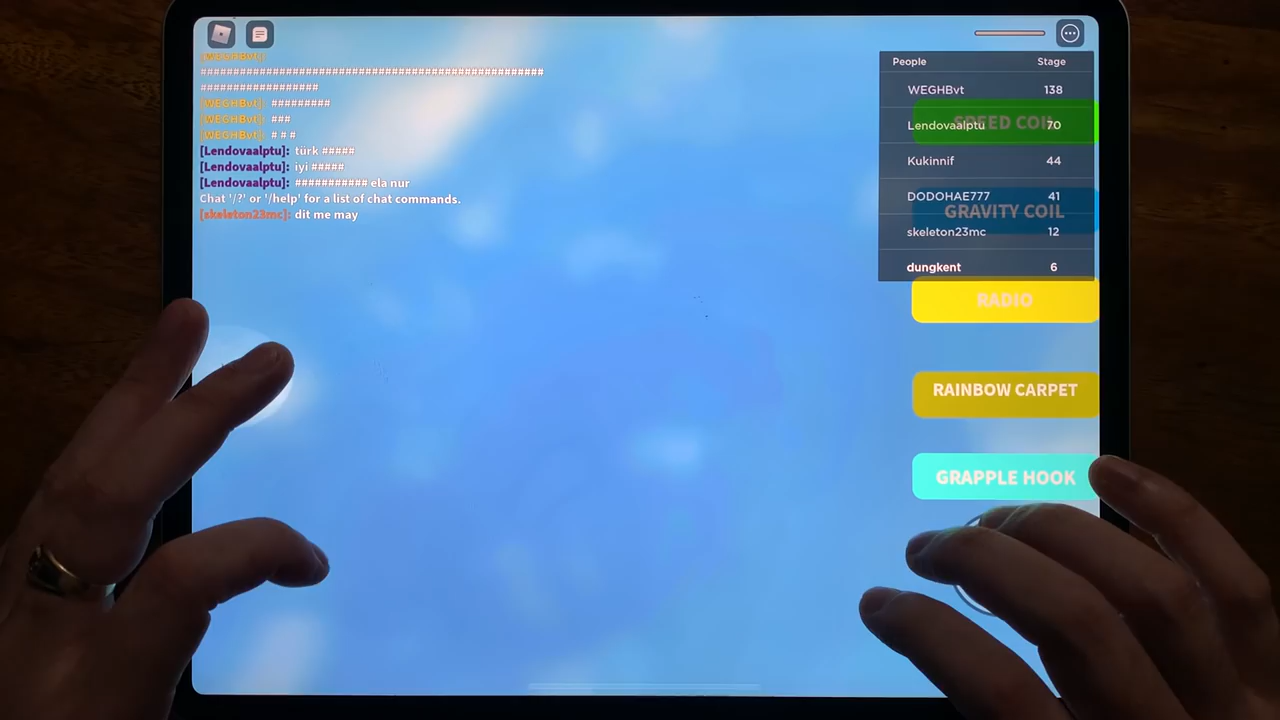 [WEGHBvt]:
#####################################################
##################
[WEGHBvt]: #########
[WEGHBvt]: ###
[WEGHBvt]: # # #
[Lendovaalptu]: türk #####
[Lendovaalptu]: iyi #####
[Lendovaalptu]: ########### ela nur
Chat '/?' or '/help' for a list of chat commands.
[skeleton23mc]: dit me may
People Stage
WEGHBvt 138
SPEED COIL
Lendovaalptu 70
Kukinnif 44
DODOHAE777 41
GRAVITY COIL
skeleton23mc 12
dungkent 6
RADIO
RAINBOW CARPET
GRAPPLE HOOK